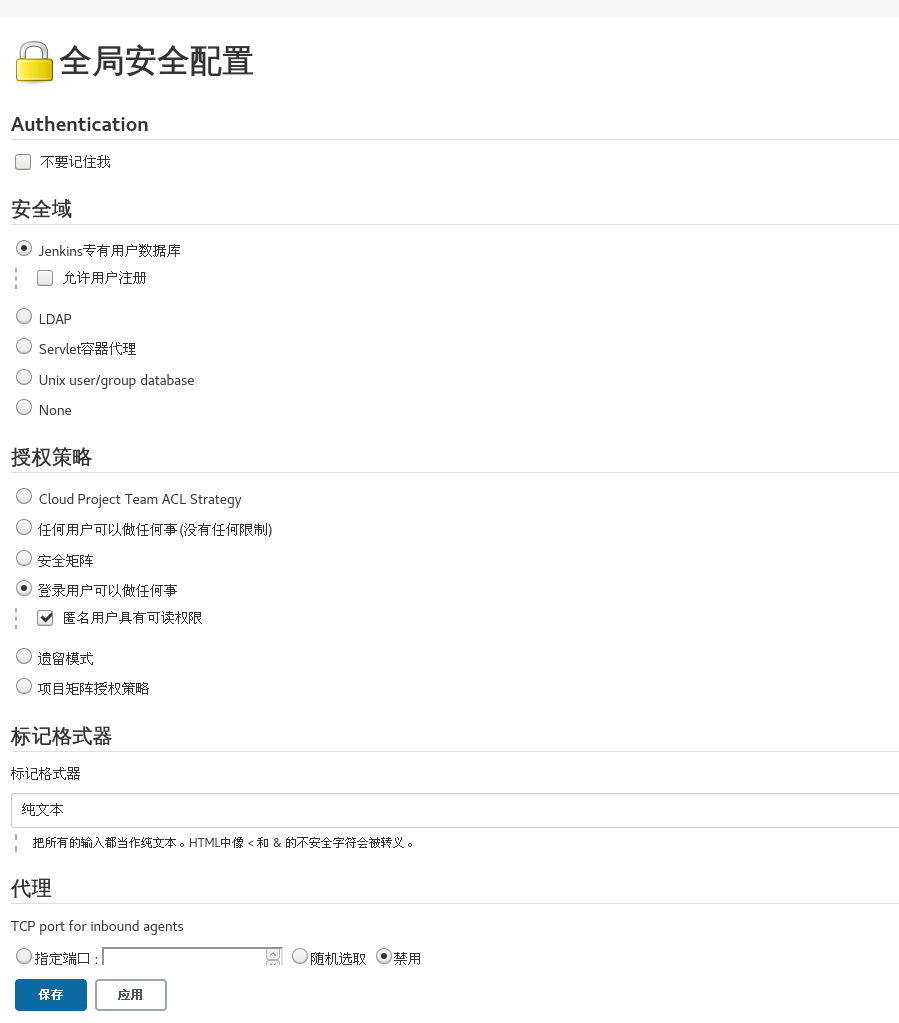 全局安全配置
Authentication
不要记住我
安全域
Jenkins专有用户数据库
允许用户注册
LDAP
Servlet容器代理
Unix user/group database
None
授权策略
Cloud Project Team ACL Strategy
任何用户可以做任何事(没有任何限制)
安全矩阵
登录用户可以做任何事
匿名用户具有可读权限
遗留模式
项目矩阵授权策略
标记格式器
标记格式器
纯文本
把所有的输入都当作纯文本。HTML中像 < 和 & 的不安全字符会被转义。
代理
TCP port for inbound agents
指定端口 : 随机选取 禁用
保存 应用